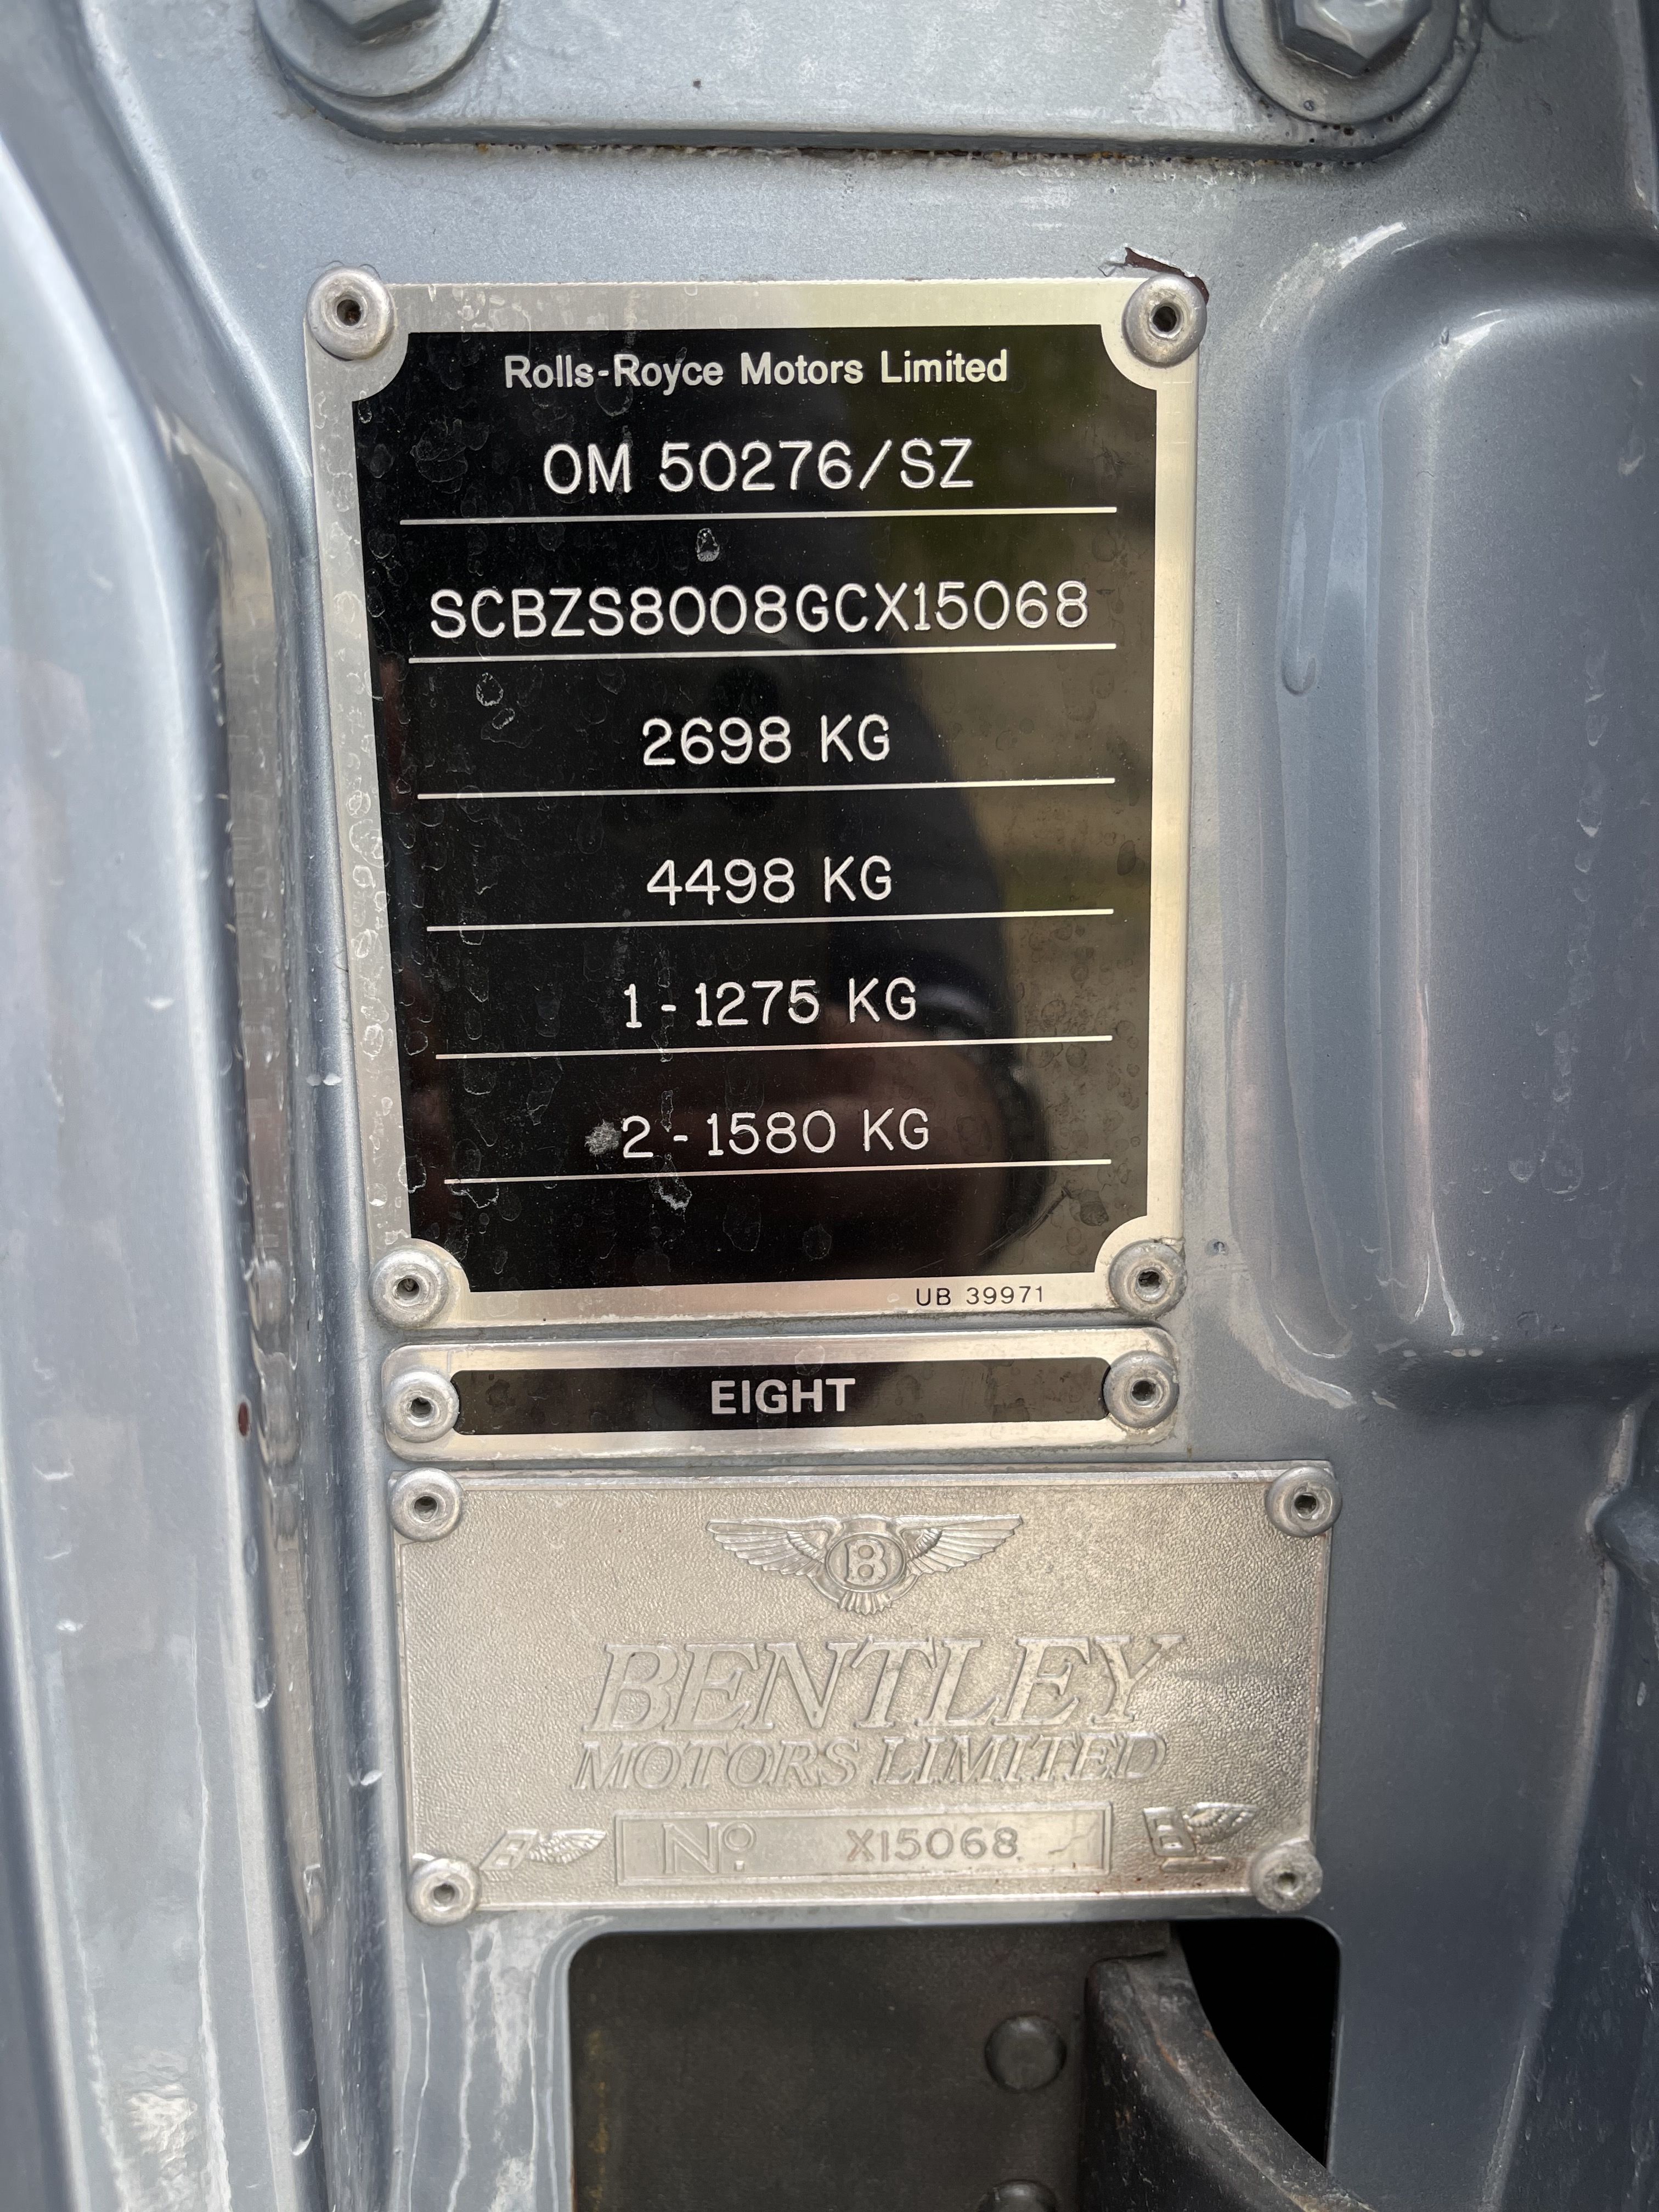 Rolls-Royce Motors Limited
OM 50276/SZ
SCBZS8008GCX15068
2698 KG
4498 KG
1 - 1275 KG
2 - 1580 KG
UB 39971
EIGHT
B
BENTLEY
MOTORS LIMITED
B
Nº X15068
B